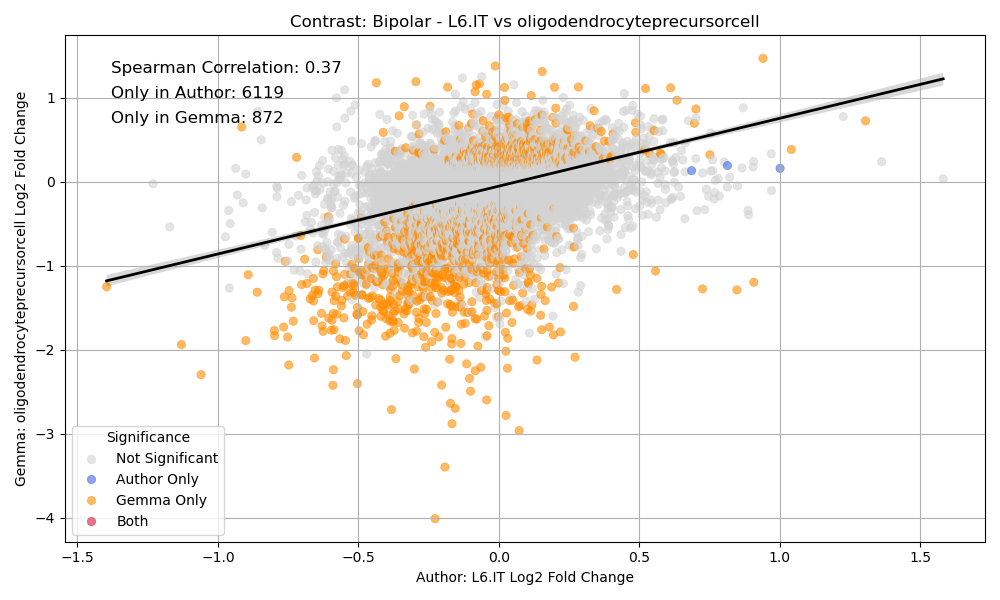 Contrast: Bipolar - L6.IT vs oligodendrocyteprecursorcell
Spearman Correlation: 0.37
Only in Author: 6119
Only in Gemma: 872
Gemma: oligodendrocyteprecursorcell Log2 Fold Change
1
0
−1
−2
−3
−4
Significance
Not Significant
Author Only
Gemma Only
Both
−1.5
−1.0
−0.5
0.0
0.5
1.0
1.5
Author: L6.IT Log2 Fold Change